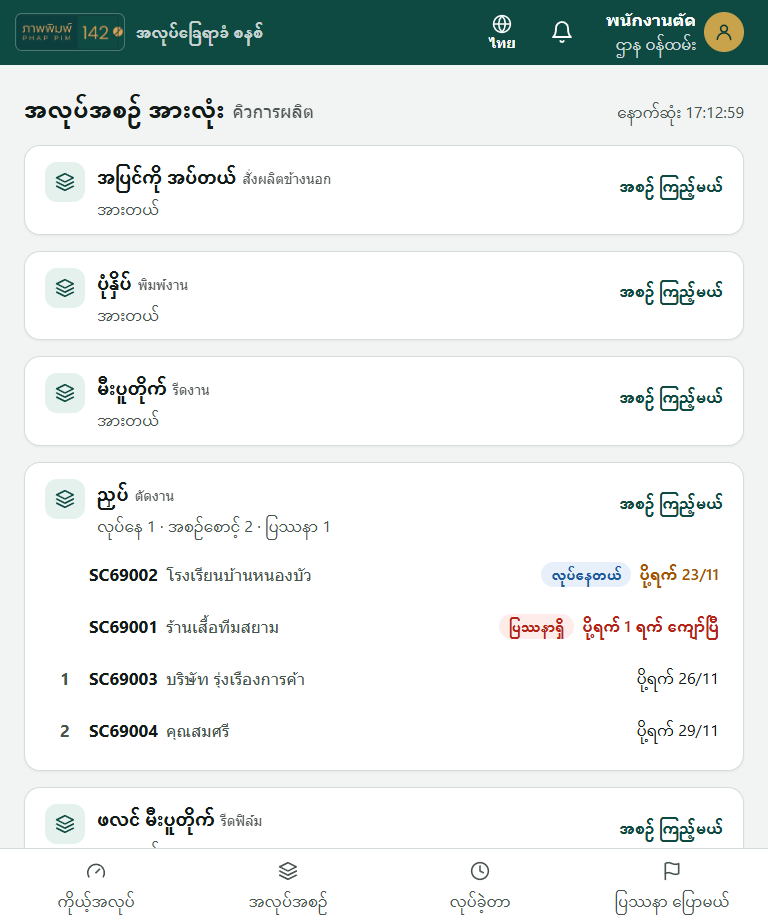 ภาพพิมพ์ PHAP PIM 142 အလုပ်ခြေရာခံ စနစ်
ไทย
พนักงานตัด
ဌာန ဝန်ထမ်း
အလုပ်အစဉ် အားလုံး คิวการผลิต
နောက်ဆုံး 17:12:59
အပြင်ကို အပ်တယ် สั่งผลิตข้างนอก
အားတယ်
အစဉ် ကြည့်မယ်
ပုံနှိပ် พิมพ์งาน
အားတယ်
အစဉ် ကြည့်မယ်
မီးပူတိုက် รีดงาน
အားတယ်
အစဉ် ကြည့်မယ်
ညှပ် ตัดงาน
လုပ်နေ 1 · အစဉ်စောင့် 2 · ပြဿနာ 1
အစဉ် ကြည့်မယ်
SC69002 โรงเรียนบ้านหนองบัว လုပ်နေတယ် ပို့ရက် 23/11
SC69001 ร้านเสื้อทีมสยาม ပြဿနာရှိ ပို့ရက် 1 ရက် ကျော်ပြီ
1 SC69003 บริษัท รุ่งเรืองการค้า ပို့ရက် 26/11
2 SC69004 คุณสมศรี ပို့ရက် 29/11
ဖလင် မီးပူတိုက် รีดฟิล์ม
အစဉ် ကြည့်မယ်
ကိုယ့်အလုပ်
အလုပ်အစဉ်
လုပ်ခဲ့တာ
ပြဿနာ ပြောမယ်